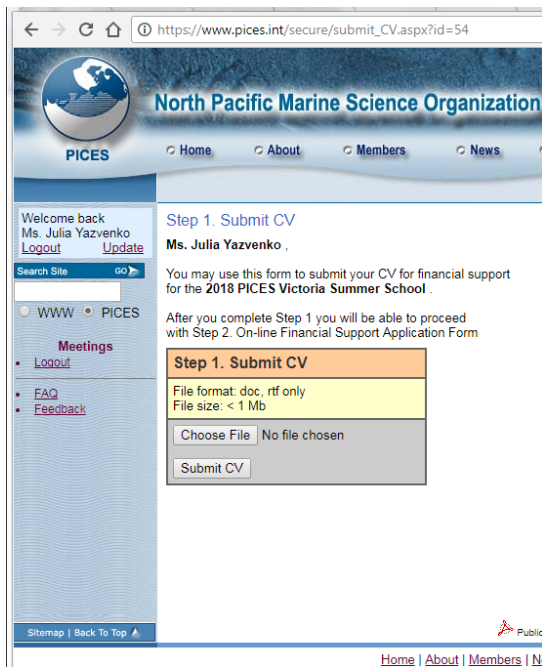 https://www.pices.int/secure/submit_CV.aspx?id=54
North Pacific Marine Science Organization
PICES
Home About Members News
Welcome back
Ms. Julia Yazvenko
Logout Update
Search Site GO
WWW PICES
Meetings
Logout
FAQ
Feedback
Step 1. Submit CV
Ms. Julia Yazvenko ,
You may use this form to submit your CV for financial support
for the 2018 PICES Victoria Summer School .
After you complete Step 1 you will be able to proceed
with Step 2. On-line Financial Support Application Form
Step 1. Submit CV
File format: doc, rtf only
File size: < 1 Mb
Choose File No file chosen
Submit CV
Sitemap | Back To Top
Public
Home | About | Members | N